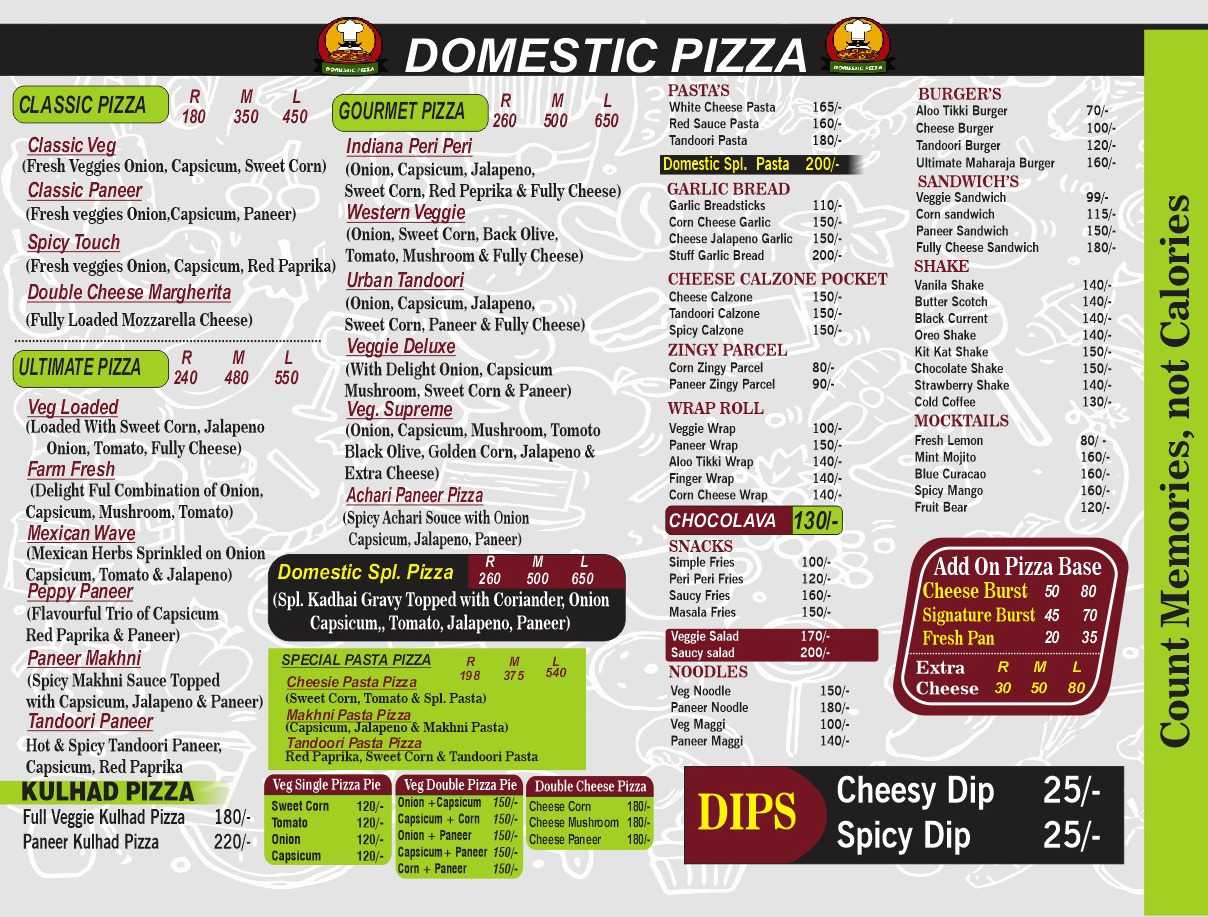 DOMESTIC PIZZA
DOMESTIC PIZZA
DOMESTIC PIZZA
CLASSIC PIZZA R M L
180 350 450
Classic Veg
(Fresh Veggies Onion, Capsicum, Sweet Corn)
Classic Paneer
(Fresh veggies Onion,Capsicum, Paneer)
Spicy Touch
(Fresh veggies Onion, Capsicum, Red Paprika)
Double Cheese Margherita
(Fully Loaded Mozzarella Cheese)
ULTIMATE PIZZA R M L
240 480 550
Veg Loaded
(Loaded With Sweet Corn, Jalapeno
Onion, Tomato, Fully Cheese)
Farm Fresh
(Delight Ful Combination of Onion,
Capsicum, Mushroom, Tomato)
Mexican Wave
(Mexican Herbs Sprinkled on Onion
Capsicum, Tomato & Jalapeno)
Peppy Paneer
(Flavourful Trio of Capsicum
Red Paprika & Paneer)
Paneer Makhni
(Spicy Makhni Sauce Topped
with Capsicum, Jalapeno & Paneer)
Tandoori Paneer
Hot & Spicy Tandoori Paneer,
Capsicum, Red Paprika
KULHAD PIZZA
Full Veggie Kulhad Pizza 180/-
Paneer Kulhad Pizza 220/-
GOURMET PIZZA R M L
260 500 650
Indiana Peri Peri
(Onion, Capsicum, Jalapeno,
Sweet Corn, Red Peprika & Fully Cheese)
Western Veggie
(Onion, Sweet Corn, Back Olive,
Tomato, Mushroom & Fully Cheese)
Urban Tandoori
(Onion, Capsicum, Jalapeno,
Sweet Corn, Paneer & Fully Cheese)
Veggie Deluxe
(With Delight Onion, Capsicum
Mushroom, Sweet Corn & Paneer)
Veg. Supreme
(Onion, Capsicum, Mushroom, Tomoto
Black Olive, Golden Corn, Jalapeno &
Extra Cheese)
Achari Paneer Pizza
(Spicy Achari Souce with Onion
Capsicum, Jalapeno, Paneer)
Domestic Spl. Pizza R M L
260 500 650
(Spl. Kadhai Gravy Topped with Coriander, Onion
Capsicum,, Tomato, Jalapeno, Paneer)
SPECIAL PASTA PIZZA R M L
198 375 540
Cheesie Pasta Pizza
(Sweet Corn, Tomato & Spl. Pasta)
Makhni Pasta Pizza
(Capsicum, Jalapeno & Makhni Pasta)
Tandoori Pasta Pizza
Red Paprika, Sweet Corn & Tandoori Pasta
Veg Single Pizza Pie
Sweet Corn 120/-
Tomato 120/-
Onion 120/-
Capsicum 120/-
Veg Double Pizza Pie
Onion +Capsicum 150/-
Capsicum + Corn 150/-
Onion + Paneer 150/-
Capsicum+ Paneer 150/-
Corn + Paneer 150/-
Double Cheese Pizza
Cheese Corn 180/-
Cheese Mushroom 180/-
Cheese Paneer 180/-
PASTA'S
White Cheese Pasta 165/-
Red Sauce Pasta 160/-
Tandoori Pasta 180/-
Domestic Spl. Pasta 200/-
GARLIC BREAD
Garlic Breadsticks 110/-
Corn Cheese Garlic 150/-
Cheese Jalapeno Garlic 150/-
Stuff Garlic Bread 200/-
CHEESE CALZONE POCKET
Cheese Calzone 150/-
Tandoori Calzone 150/-
Spicy Calzone 150/-
ZINGY PARCEL
Corn Zingy Parcel 80/-
Paneer Zingy Parcel 90/-
WRAP ROLL
Veggie Wrap 100/-
Paneer Wrap 150/-
Aloo Tikki Wrap 140/-
Finger Wrap 140/-
Corn Cheese Wrap 140/-
CHOCOLAVA 130/-
SNACKS
Simple Fries 100/-
Peri Peri Fries 120/-
Saucy Fries 160/-
Masala Fries 150/-
Veggie Salad 170/-
Saucy salad 200/-
NOODLES
Veg Noodle 150/-
Paneer Noodle 180/-
Veg Maggi 100/-
Paneer Maggi 140/-
BURGER'S
Aloo Tikki Burger 70/-
Cheese Burger 100/-
Tandoori Burger 120/-
Ultimate Maharaja Burger 160/-
SANDWICH'S
Veggie Sandwich 99/-
Corn sandwich 115/-
Paneer Sandwich 150/-
Fully Cheese Sandwich 180/-
SHAKE
Vanila Shake 140/-
Butter Scotch 140/-
Black Current 140/-
Oreo Shake 140/-
Kit Kat Shake 150/-
Chocolate Shake 150/-
Strawberry Shake 140/-
Cold Coffee 130/-
MOCKTAILS
Fresh Lemon 80/ -
Mint Mojito 160/-
Blue Curacao 160/-
Spicy Mango 160/-
Fruit Bear 120/-
Add On Pizza Base
Cheese Burst 50 80
Signature Burst 45 70
Fresh Pan 20 35
Extra R M L
Cheese 30 50 80
DIPS
Cheesy Dip 25/-
Spicy Dip 25/-
Count Memories, not Calories